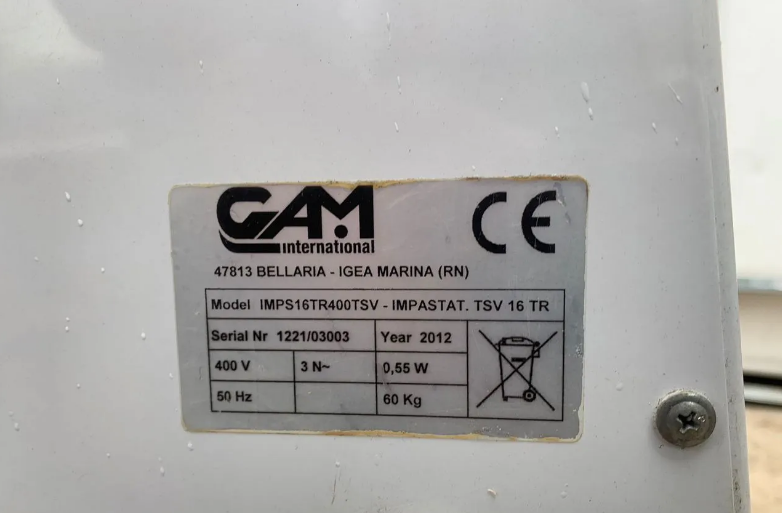 GAM
international
CE
47813 BELLARIA - IGEA MARINA (RN)
Model IMPS16TR400TSV - IMPASTAT. TSV 16 TR
Serial Nr 1221/03003 Year 2012
400 V 3 N~ 0,55 W
50 Hz 60 Kg